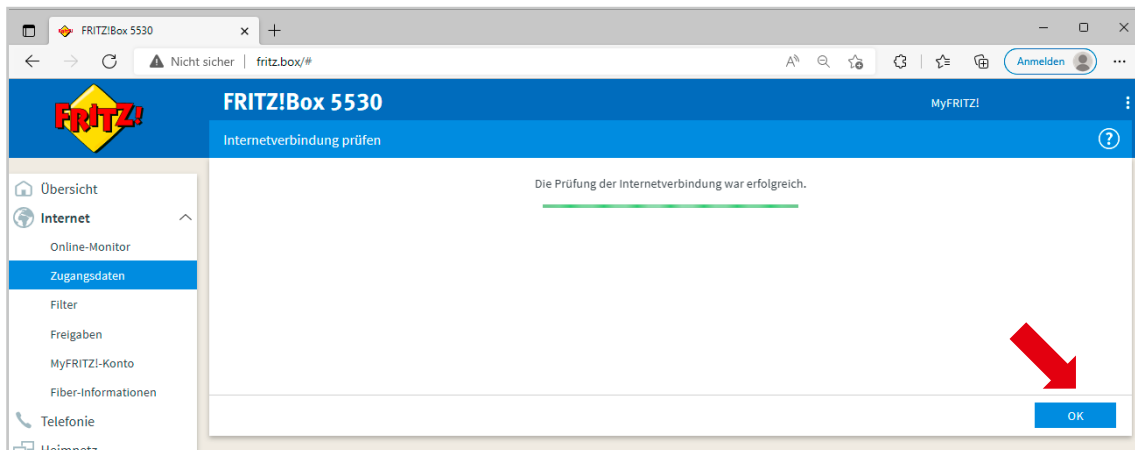 FRITZ!Box 5530
Nicht sicher | fritz.box/#
Anmelden
FRITZ!
FRITZ!Box 5530
MyFRITZ!
Internetverbindung prüfen
Übersicht
Internet
Online-Monitor
Zugangsdaten
Filter
Freigaben
MyFRITZ!-Konto
Fiber-Informationen
Telefonie
Heimnetz
Die Prüfung der Internetverbindung war erfolgreich.
OK